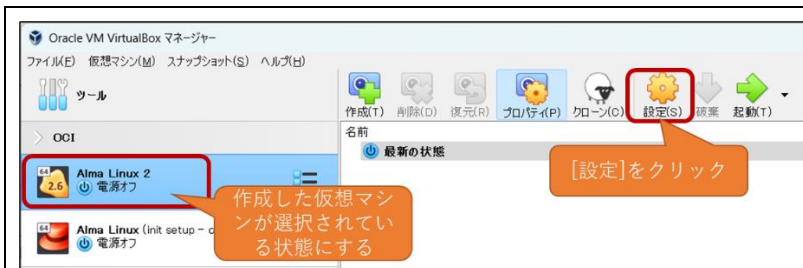 Oracle VM VirtualBox マネージャー
ファイル(F) 仮想マシン(M) スナップショット(S) ヘルプ(H)
ツール
作成(T) 削除(D) 復元(R) プロパティ(P) クローン(C) 設定(S) 破棄 起動(T)
OCI
名前
最新の状態
[設定]をクリック
64
2.6
Alma Linux 2
電源オフ
作成した仮想マシ
ンが選択されてい
る状態にする
64
Alma Linux (init setup -
電源オフ